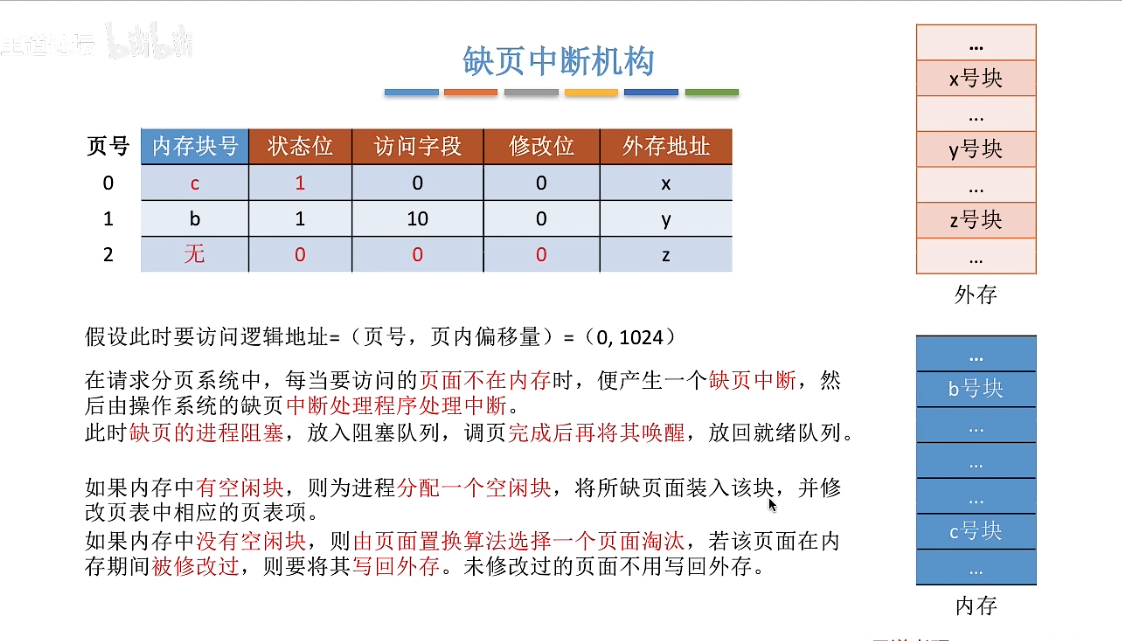 王道论坛 bilibili
缺页中断机构
页号 内存块号 状态位 访问字段 修改位 外存地址
0 c 1 0 0 x
1 b 1 10 0 y
2 无 0 0 0 z
假设此时要访问逻辑地址=（页号，页内偏移量）=（0, 1024）
在请求分页系统中，每当要访问的页面不在内存时，便产生一个缺页中断，然
后由操作系统的缺页中断处理程序处理中断。
此时缺页的进程阻塞，放入阻塞队列，调页完成后再将其唤醒，放回就绪队列。
如果内存中有空闲块，则为进程分配一个空闲块，将所缺页面装入该块，并修
改页表中相应的页表项。
如果内存中没有空闲块，则由页面置换算法选择一个页面淘汰，若该页面在内
存期间被修改过，则要将其写回外存。未修改过的页面不用写回外存。
...
x号块
...
y号块
...
z号块
...
外存
...
b号块
...
...
...
c号块
...
内存